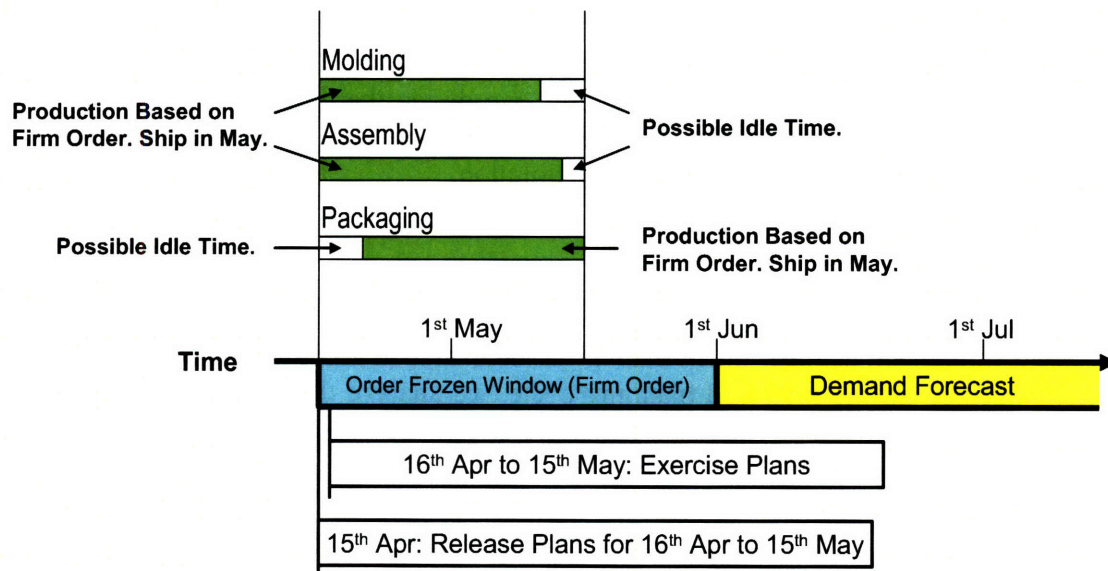 Molding
Production Based on
Firm Order. Ship in May.
Possible Idle Time.
Assembly
Packaging
Possible Idle Time.
Production Based on
Firm Order. Ship in May.
1st May
1st Jun
1st Jul
Time
Order Frozen Window (Firm Order)
Demand Forecast
16th Apr to 15th May: Exercise Plans
15th Apr: Release Plans for 16th Apr to 15th May